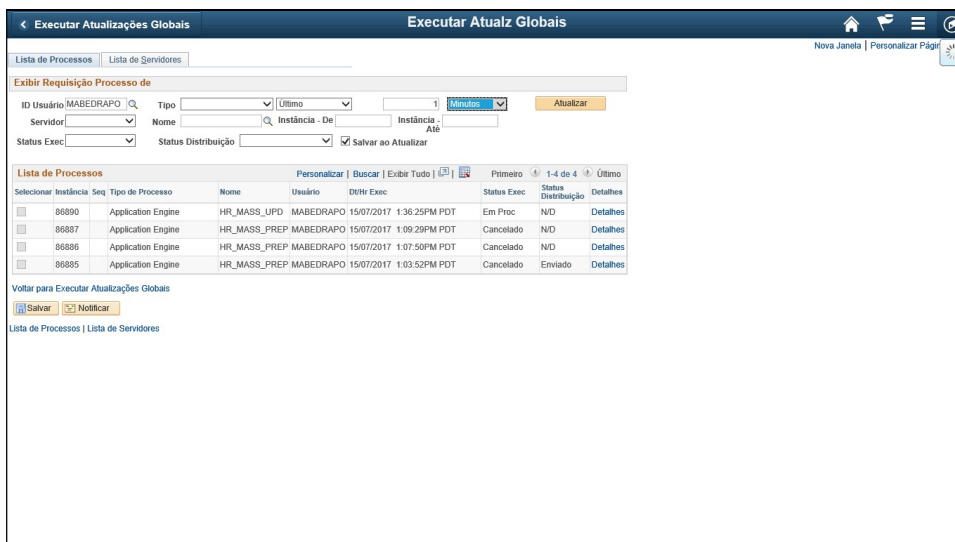 Executar Atualizações Globais
Executar Atualz Globais
Nova Janela | Personalizar Págin
Lista de Processos
Lista de Servidores
Exibir Requisição Processo de
ID Usuário MABEDRAPO Tipo Último 1 Minutos Atualizar
Servidor Nome Instância - De Instância - Até
Status Exec Status Distribuição Salvar ao Atualizar
Lista de Processos Personalizar | Buscar | Exibir Tudo | | Primeiro 1-4 de 4 Último
Selecionar Instância Seq Tipo de Processo Nome Usuário Dt/Hr Exec Status Exec Status Distribuição Detalhes
86890 Application Engine HR_MASS_UPD MABEDRAPO 15/07/2017 1:36:25PM PDT Em Proc N/D Detalhes
86887 Application Engine HR_MASS_PREP MABEDRAPO 15/07/2017 1:09:29PM PDT Cancelado N/D Detalhes
86886 Application Engine HR_MASS_PREP MABEDRAPO 15/07/2017 1:07:50PM PDT Cancelado N/D Detalhes
86885 Application Engine HR_MASS_PREP MABEDRAPO 15/07/2017 1:03:52PM PDT Cancelado Enviado Detalhes
Voltar para Executar Atualizações Globais
Salvar Notificar
Lista de Processos | Lista de Servidores